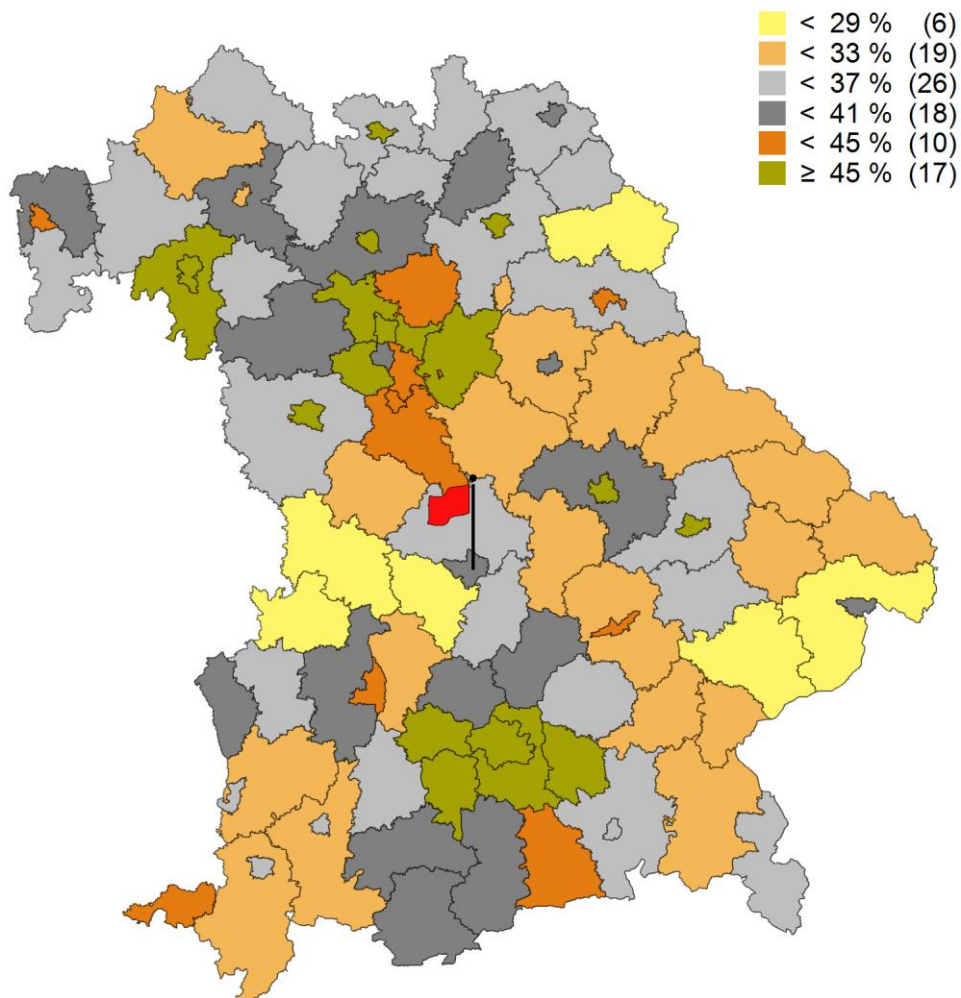 < 29 % (6)
< 33 % (19)
< 37 % (26)
< 41 % (18)
< 45 % (10)
≥ 45 % (17)